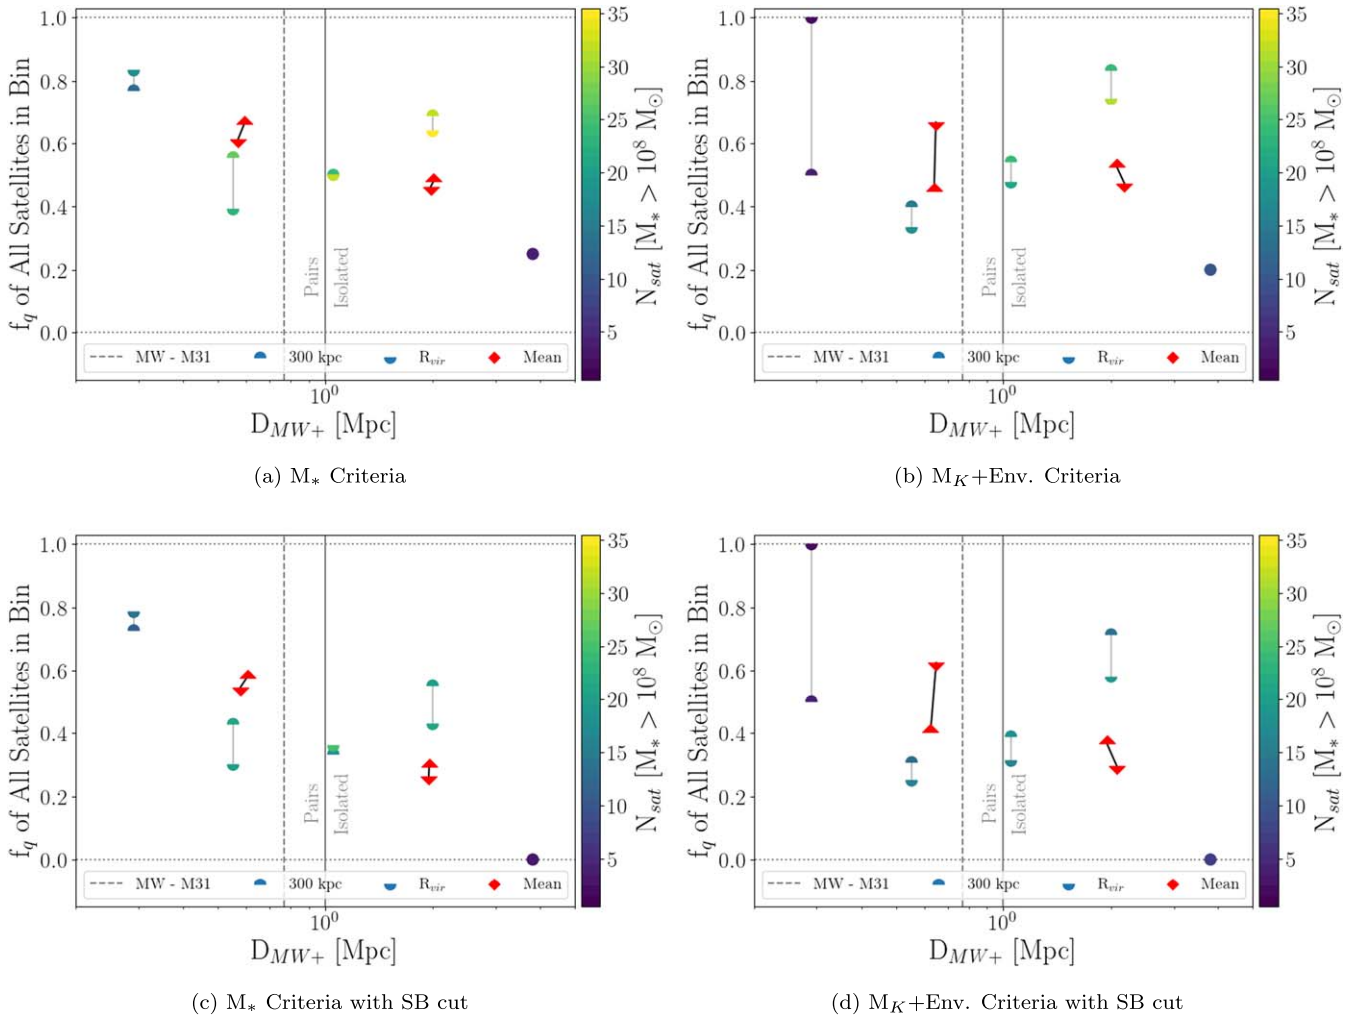 1.0
0.8
0.6
0.4
0.2
0.0
f_q of All Satellites in Bin
Pairs
Isolated
MW - M31 300 kpc R_vir Mean
10^0
D_MW+ [Mpc]
35
30
25
20
15
10
5
N_sat [M_* > 10^8 M_⊙]
(a) M_* Criteria
1.0
0.8
0.6
0.4
0.2
0.0
f_q of All Satellites in Bin
Pairs
Isolated
MW - M31 300 kpc R_vir Mean
10^0
D_MW+ [Mpc]
35
30
25
20
15
10
5
N_sat [M_* > 10^8 M_⊙]
(b) M_K+Env. Criteria
1.0
0.8
0.6
0.4
0.2
0.0
f_q of All Satellites in Bin
Pairs
Isolated
MW - M31 300 kpc R_vir Mean
10^0
D_MW+ [Mpc]
35
30
25
20
15
10
5
N_sat [M_* > 10^8 M_⊙]
(c) M_* Criteria with SB cut
1.0
0.8
0.6
0.4
0.2
0.0
f_q of All Satellites in Bin
Pairs
Isolated
MW - M31 300 kpc R_vir Mean
10^0
D_MW+ [Mpc]
35
30
25
20
15
10
5
N_sat [M_* > 10^8 M_⊙]
(d) M_K+Env. Criteria with SB cut